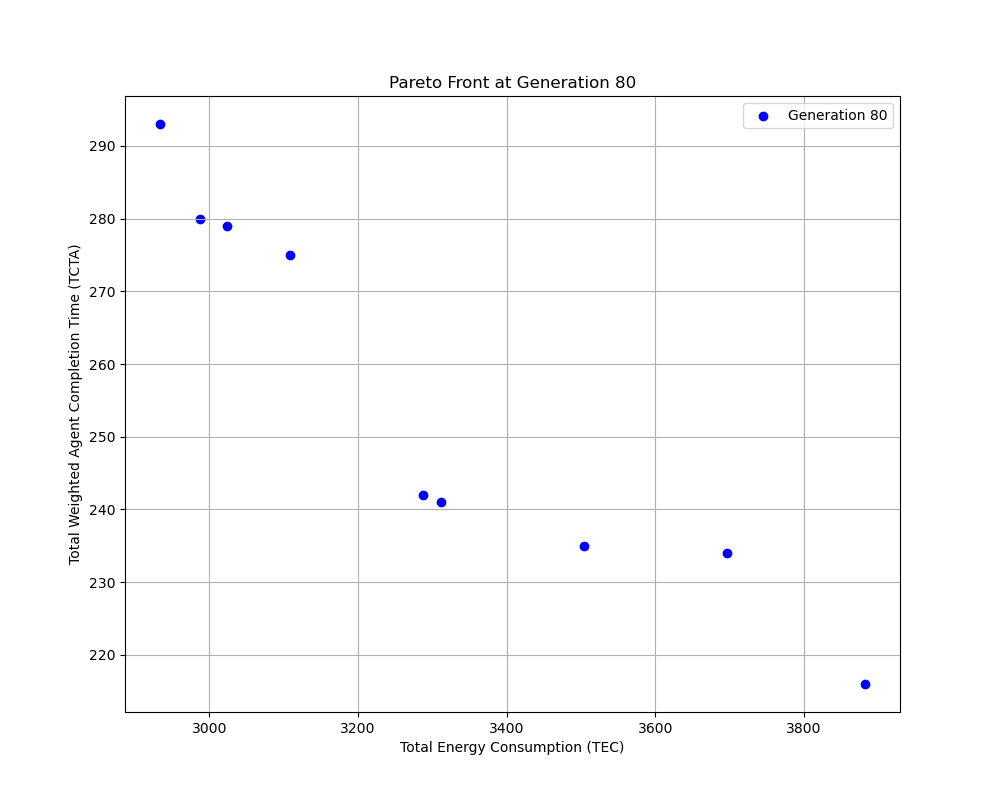 Pareto Front at Generation 80
Generation 80
290
280
270
260
250
240
230
220
Total Weighted Agent Completion Time (TCTA)
3000 3200 3400 3600 3800
Total Energy Consumption (TEC)